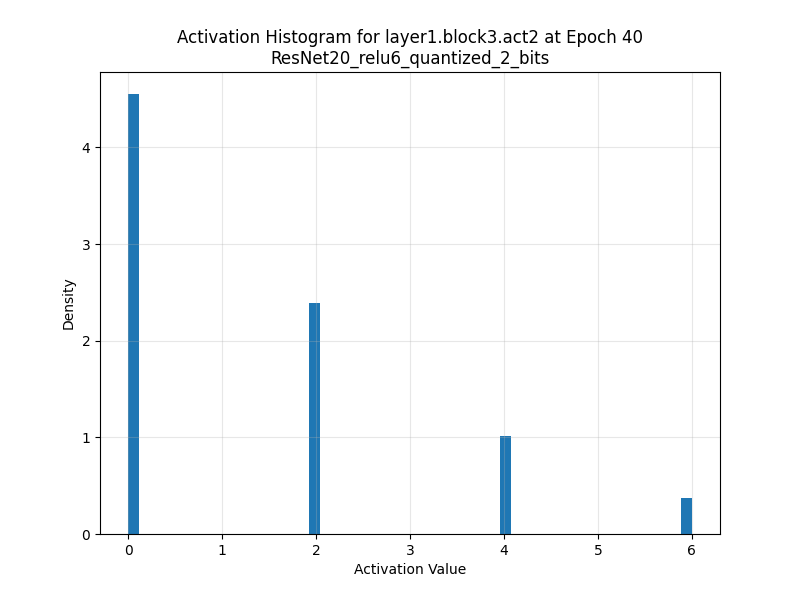 Activation Histogram for layer1.block3.act2 at Epoch 40
ResNet20_relu6_quantized_2_bits
Density
4
3
2
1
0
0 1 2 3 4 5 6
Activation Value